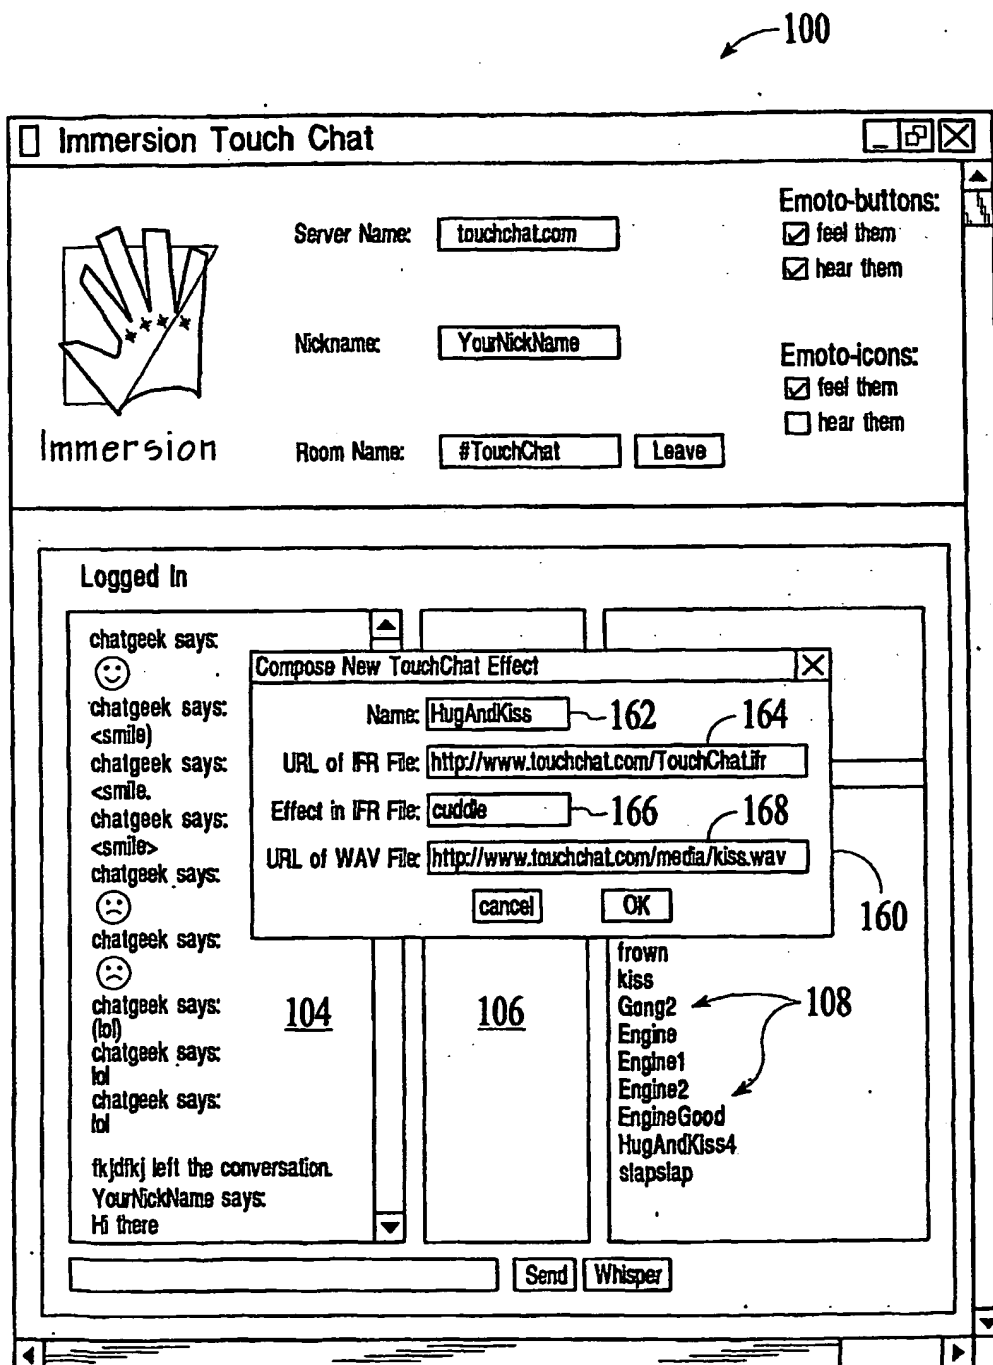 100
Immersion Touch Chat
Server Name: touchchat.com
Nickname: YourNickName
Room Name: #TouchChat Leave
Emoto-buttons:
feel them
hear them
Emoto-icons:
feel them
hear them
Immersion
Logged In
chatgeek says:
chatgeek says:
<smile)
chatgeek says:
<smile.
chatgeek says:
<smile>
chatgeek says:
chatgeek says:
chatgeek says:
(lol)
chatgeek says:
lol
chatgeek says:
lol
fkjdfkj left the conversation.
YourNickName says:
Hi there
104
106
Compose New TouchChat Effect
Name: HugAndKiss 162
164
URL of IFR File: http://www.touchchat.com/TouchChat.ifr
Effect in IFR File: cuddle 166
168
URL of WAV File: http://www.touchchat.com/media/kiss.wav
cancel OK
160
frown
kiss
Gong2
108
Engine
Engine1
Engine2
EngineGood
HugAndKiss4
slapslap
Send Whisper